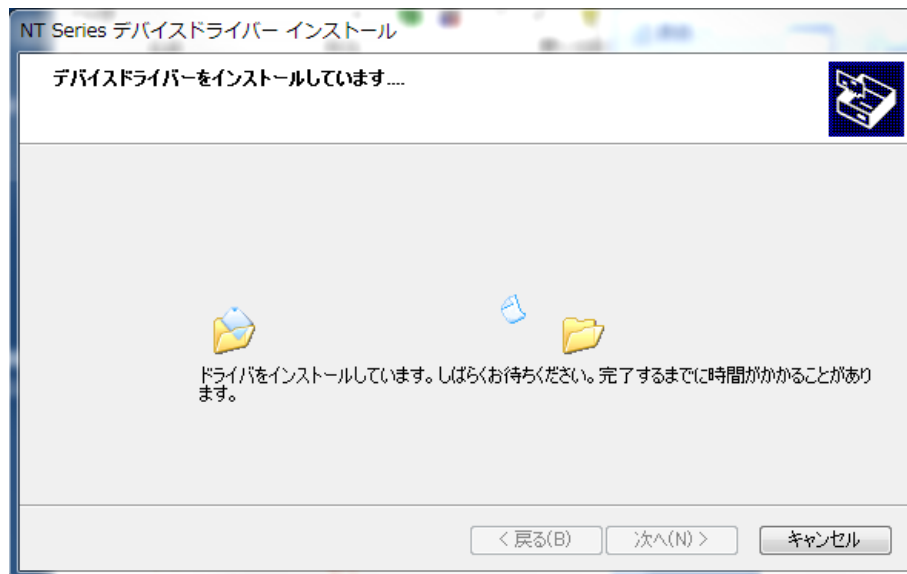 NT Series デバイスドライバー インストール
デバイスドライバーをインストールしています....
ドライバをインストールしています。しばらくお待ちください。完了するまでに時間がかかることがあり
ます。
< 戻る(B) 次へ(N) > キャンセル